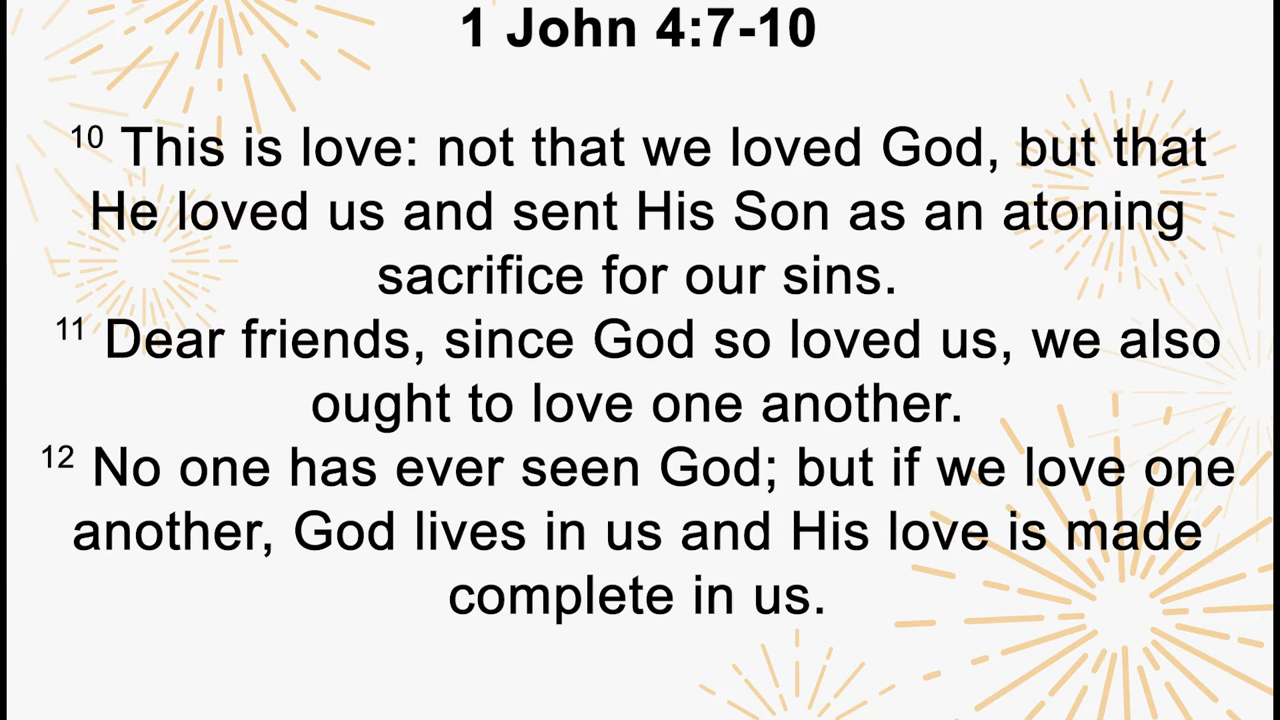 1 John 4:7-10
10 This is love: not that we loved God, but that
He loved us and sent His Son as an atoning
sacrifice for our sins.
11 Dear friends, since God so loved us, we also
ought to love one another.
12 No one has ever seen God; but if we love one
another, God lives in us and His love is made
complete in us.